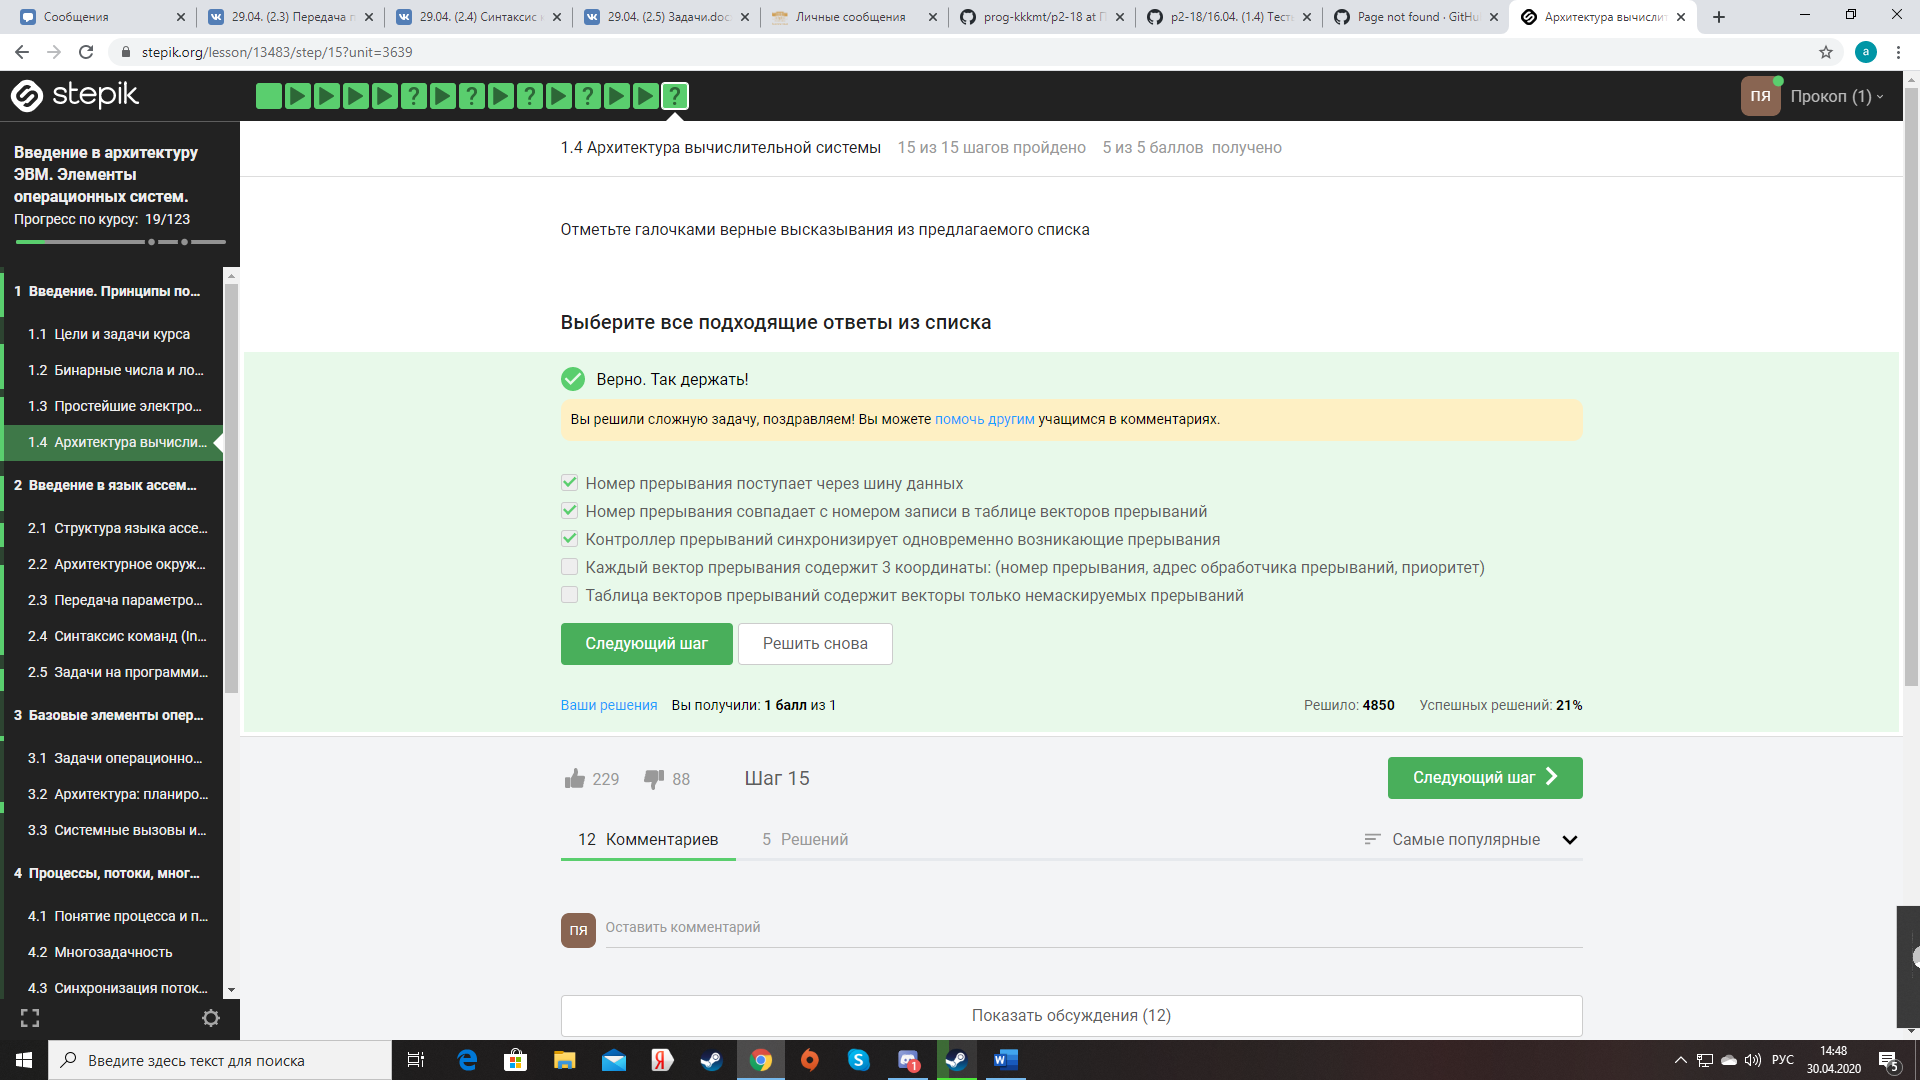 Сообщения
29.04. (2.3) Передача п
29.04. (2.4) Синтаксис
29.04. (2.5) Задачи.doc
Личные сообщения
prog-kkkmt/p2-18 at
p2-18/16.04. (1.4) Тест
Page not found · GitHu
Архитектура вычислит
stepik.org/lesson/13483/step/15?unit=3639
a
stepik
ПЯ
Прокоп (1)
Введение в архитектуру
ЭВМ. Элементы
операционных систем.
Прогресс по курсу: 19/123
1 Введение. Принципы по...
1.1 Цели и задачи курса
1.2 Бинарные числа и ло...
1.3 Простейшие электро...
1.4 Архитектура вычисли...
2 Введение в язык ассем...
2.1 Структура языка ассе...
2.2 Архитектурное окруж...
2.3 Передача параметро...
2.4 Синтаксис команд (In...
2.5 Задачи на программи...
3 Базовые элементы опер...
3.1 Задачи операционно...
3.2 Архитектура: планиро...
3.3 Системные вызовы и...
4 Процессы, потоки, мног...
4.1 Понятие процесса и п...
4.2 Многозадачность
4.3 Синхронизация поток...
1.4 Архитектура вычислительной системы 15 из 15 шагов пройдено 5 из 5 баллов получено
Отметьте галочками верные высказывания из предлагаемого списка
Выберите все подходящие ответы из списка
Верно. Так держать!
Вы решили сложную задачу, поздравляем! Вы можете помочь другим учащимся в комментариях.
Номер прерывания поступает через шину данных
Номер прерывания совпадает с номером записи в таблице векторов прерываний
Контроллер прерываний синхронизирует одновременно возникающие прерывания
Каждый вектор прерывания содержит 3 координаты: (номер прерывания, адрес обработчика прерываний, приоритет)
Таблица векторов прерываний содержит векторы только немаскируемых прерываний
Следующий шаг
Решить снова
Ваши решения Вы получили: 1 балл из 1
Решило: 4850 Успешных решений: 21%
229
88
Шаг 15
Следующий шаг
12 Комментариев
5 Решений
Самые популярные
ПЯ
Оставить комментарий
Показать обсуждения (12)
Введите здесь текст для поиска
1
РУС
14:48
30.04.2020
5